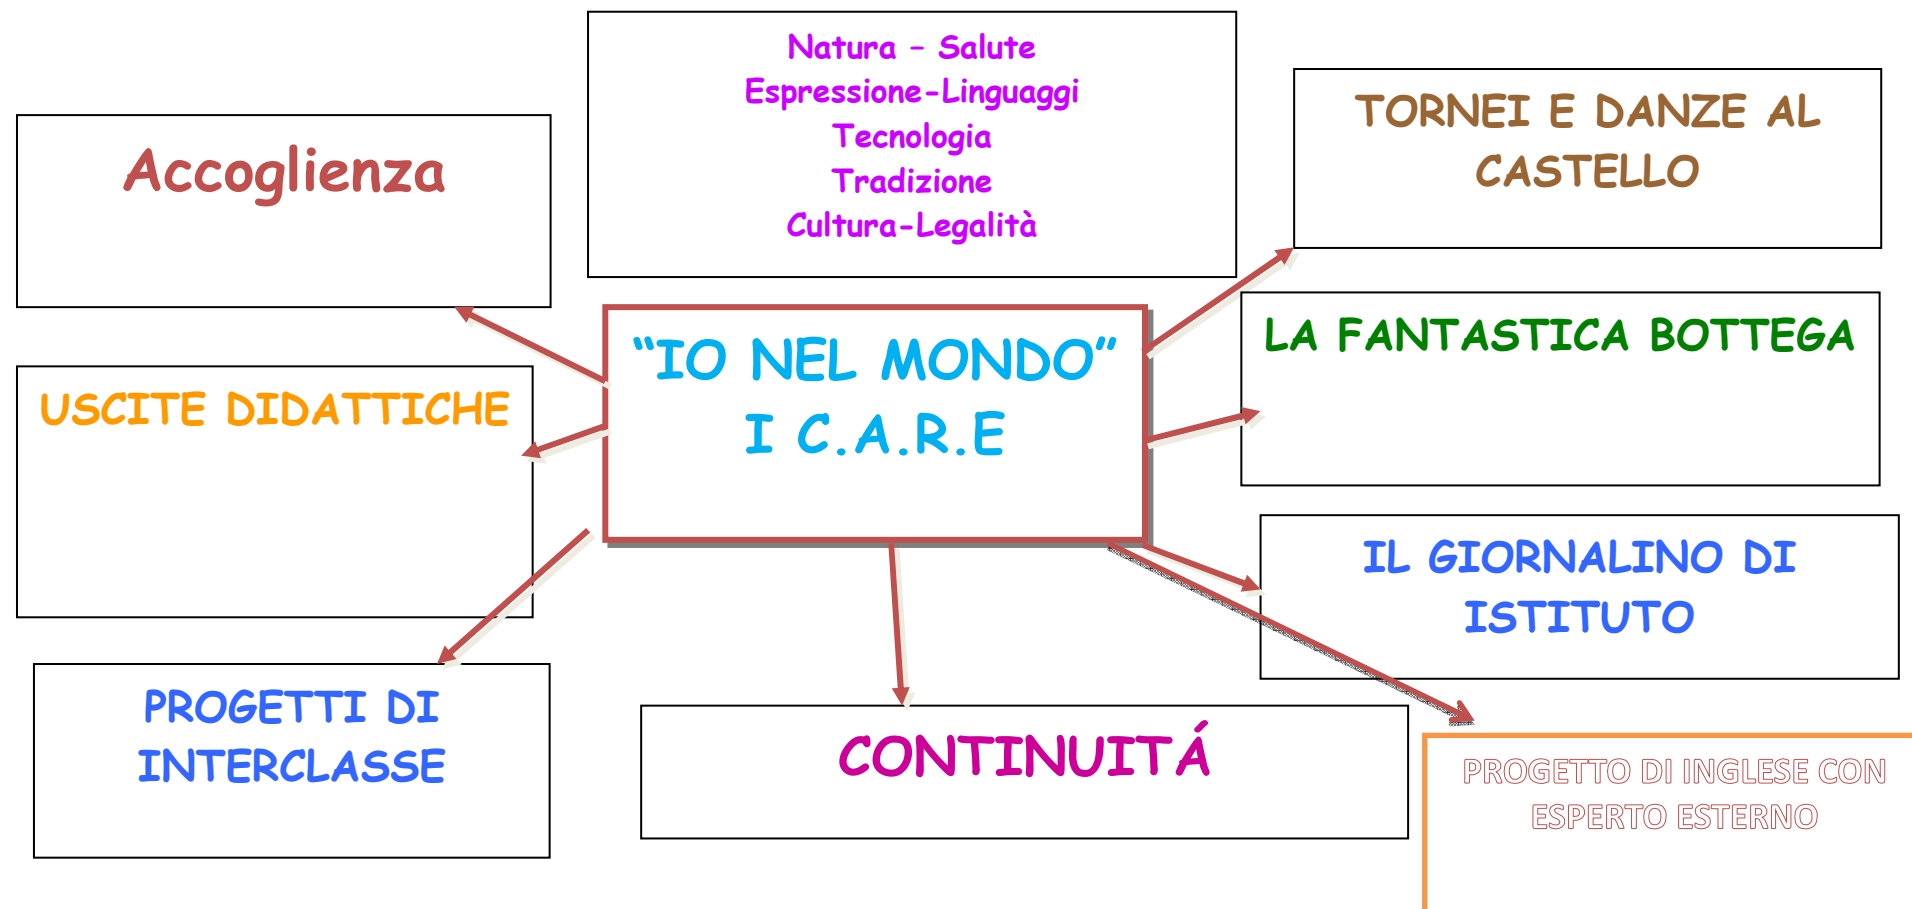 Natura – Salute
Espressione-Linguaggi
Tecnologia
Tradizione
Cultura-Legalità
Accoglienza
TORNEI E DANZE AL
CASTELLO
“IO NEL MONDO”
I C.A.R.E
LA FANTASTICA BOTTEGA
USCITE DIDATTICHE
IL GIORNALINO DI
ISTITUTO
PROGETTI DI
INTERCLASSE
CONTINUITÁ
PROGETTO DI INGLESE CON
ESPERTO ESTERNO